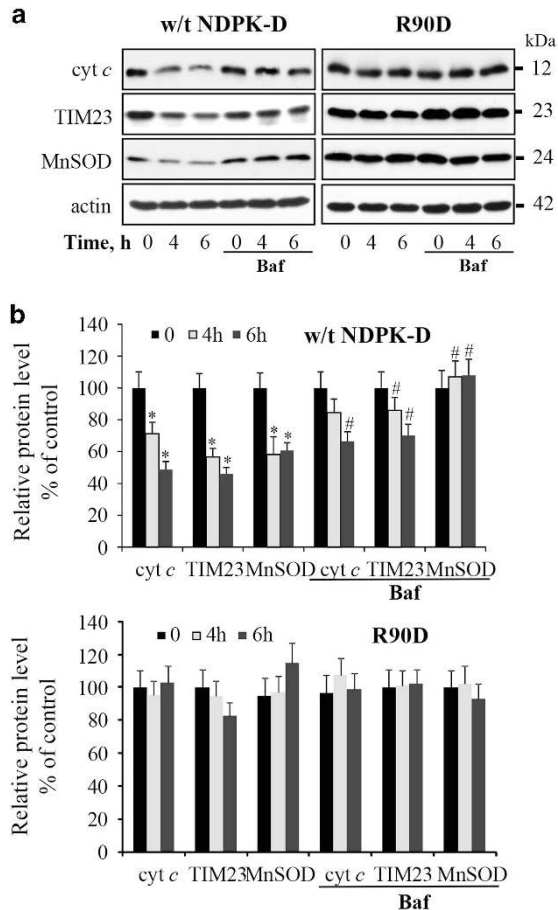 a
w/t NDPK-D R90D
kDa
cyt c 12
TIM23 23
MnSOD 24
actin 42
Time, h 0 4 6 0 4 6 0 4 6 0 4 6
Baf Baf
b
140
120
100
80
60
40
20
0
Relative protein level
% of control
0 4h 6h
w/t NDPK-D
* * * * * * # # # # #
cyt c TIM23 MnSOD cyt c TIM23 MnSOD
Baf
140
120
100
80
60
40
20
0
Relative protein level
% of control
0 4h 6h
R90D
cyt c TIM23 MnSOD cyt c TIM23 MnSOD
Baf